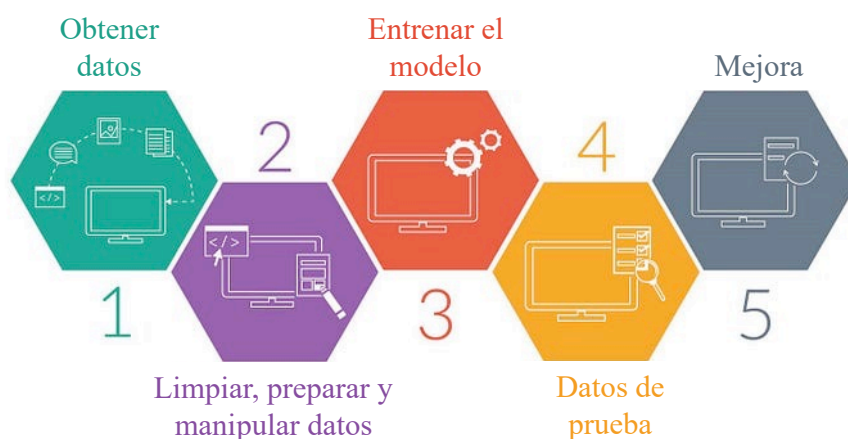 Obtener
datos
1
2
Limpiar, preparar y
manipular datos
Entrenar el
modelo
3
4
Datos de
prueba
Mejora
5
</>
</>